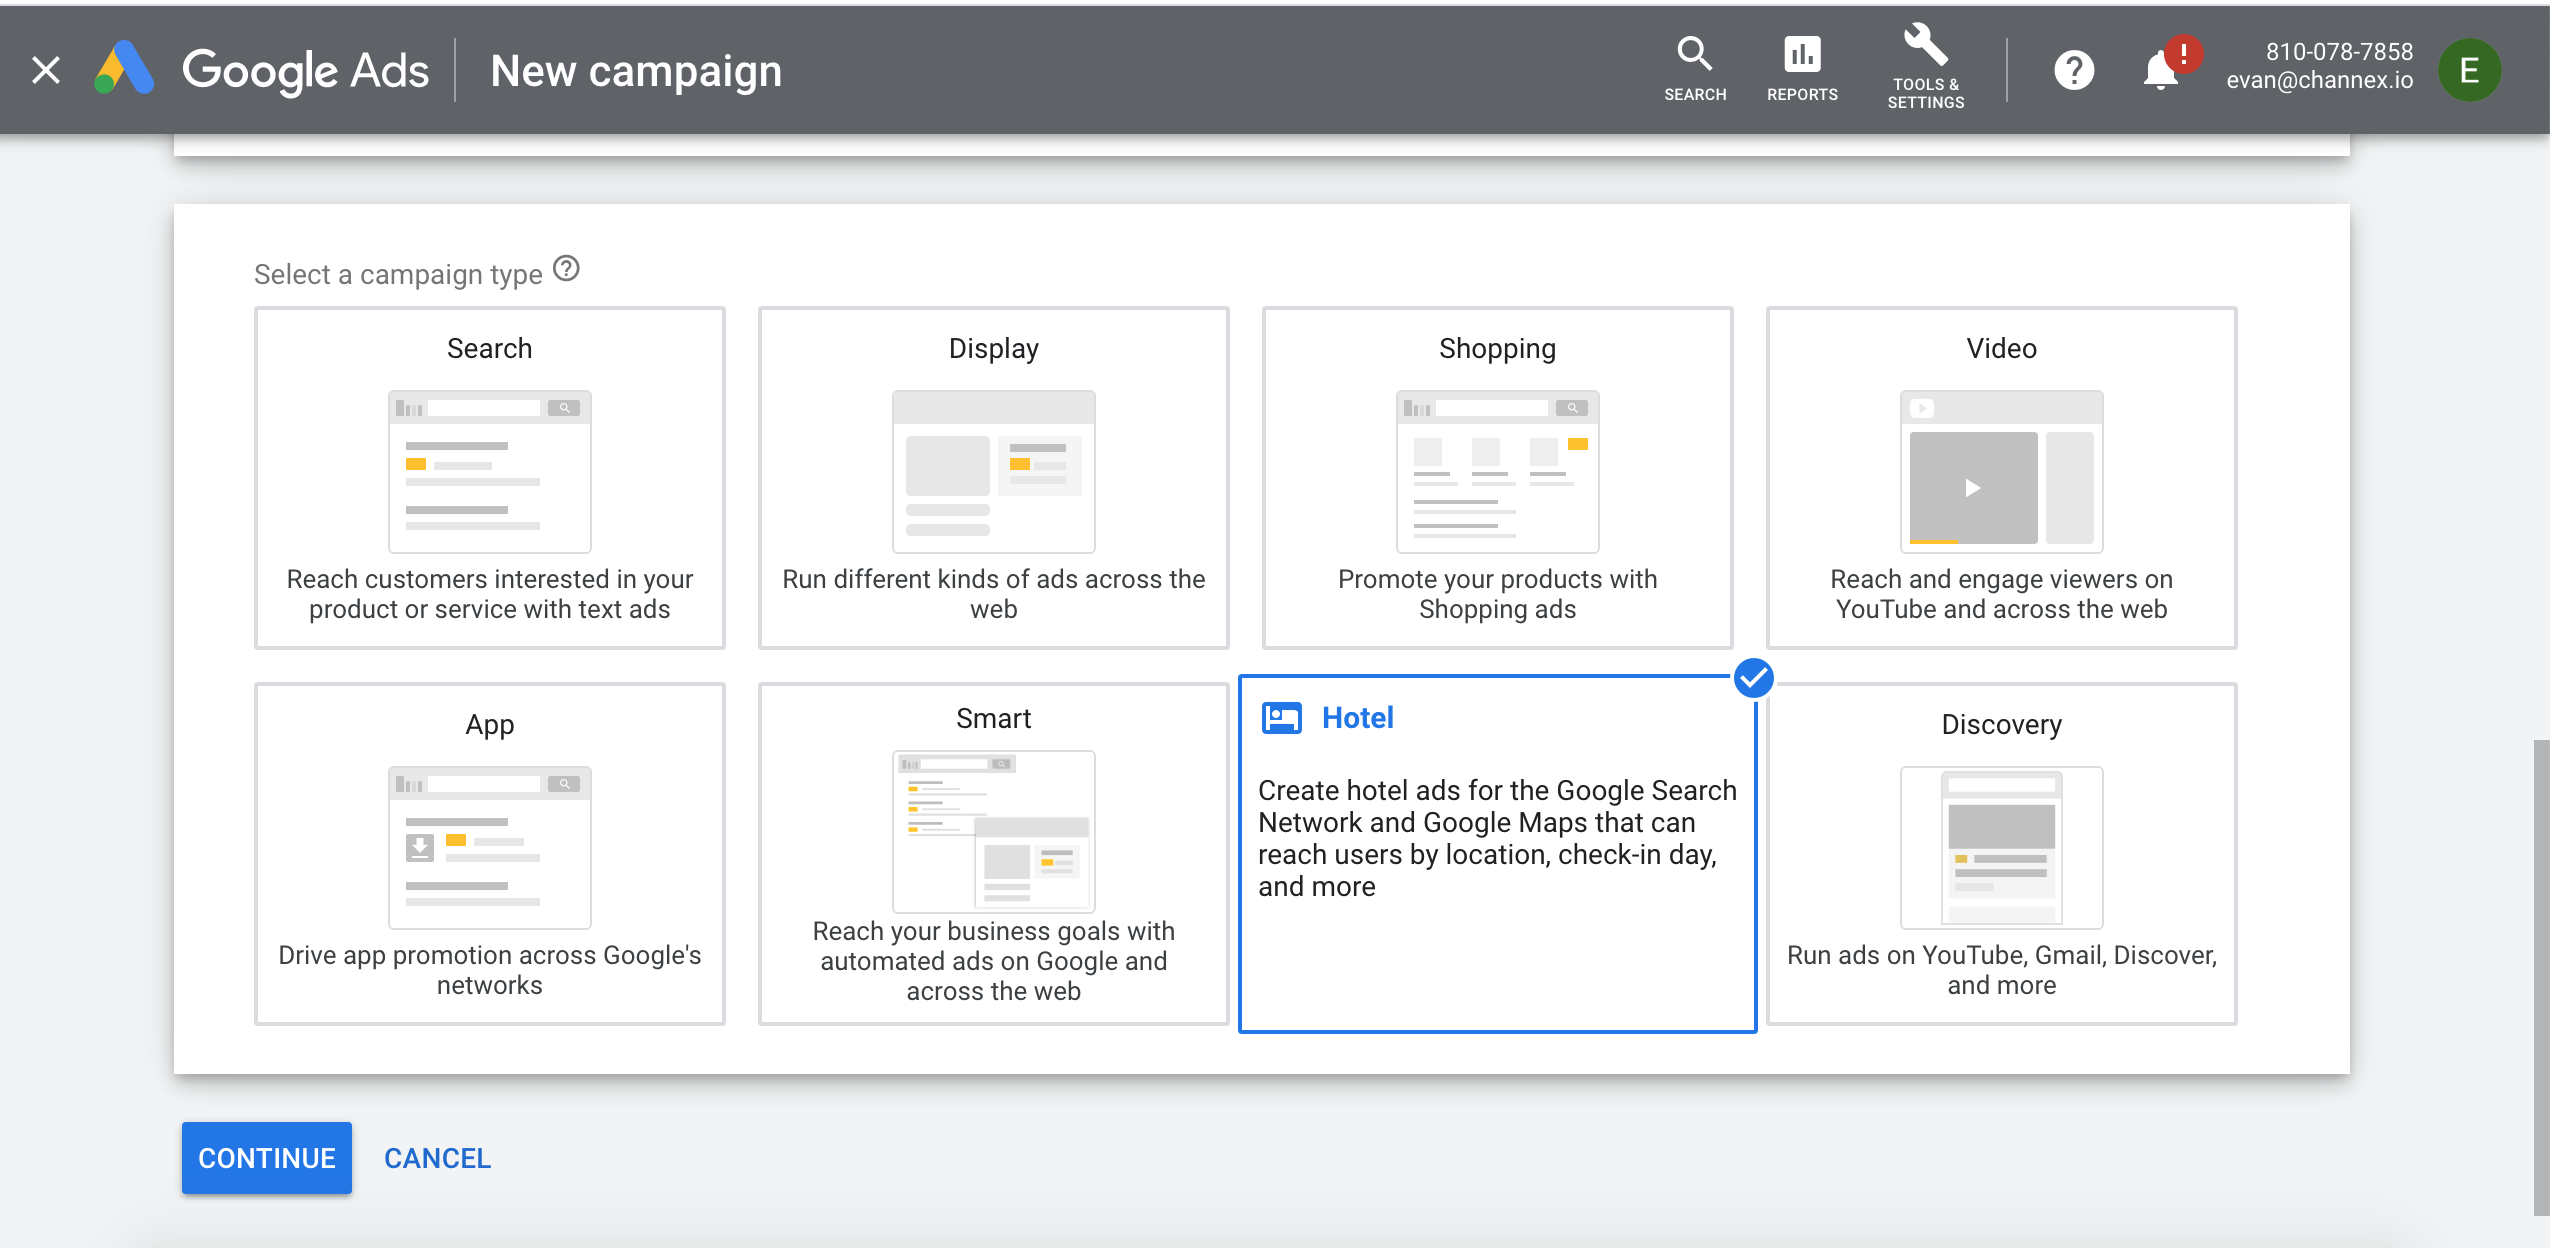 Google Ads
New campaign
SEARCH
REPORTS
TOOLS &
SETTINGS
810-078-7858
evan@channex.io
E
Select a campaign type
Search
Reach customers interested in your
product or service with text ads
Display
Run different kinds of ads across the
web
Shopping
Promote your products with
Shopping ads
Video
Reach and engage viewers on
YouTube and across the web
App
Drive app promotion across Google's
networks
Smart
Reach your business goals with
automated ads on Google and
across the web
Hotel
Create hotel ads for the Google Search
Network and Google Maps that can
reach users by location, check-in day,
and more
Discovery
Run ads on YouTube, Gmail, Discover,
and more
CONTINUE
CANCEL